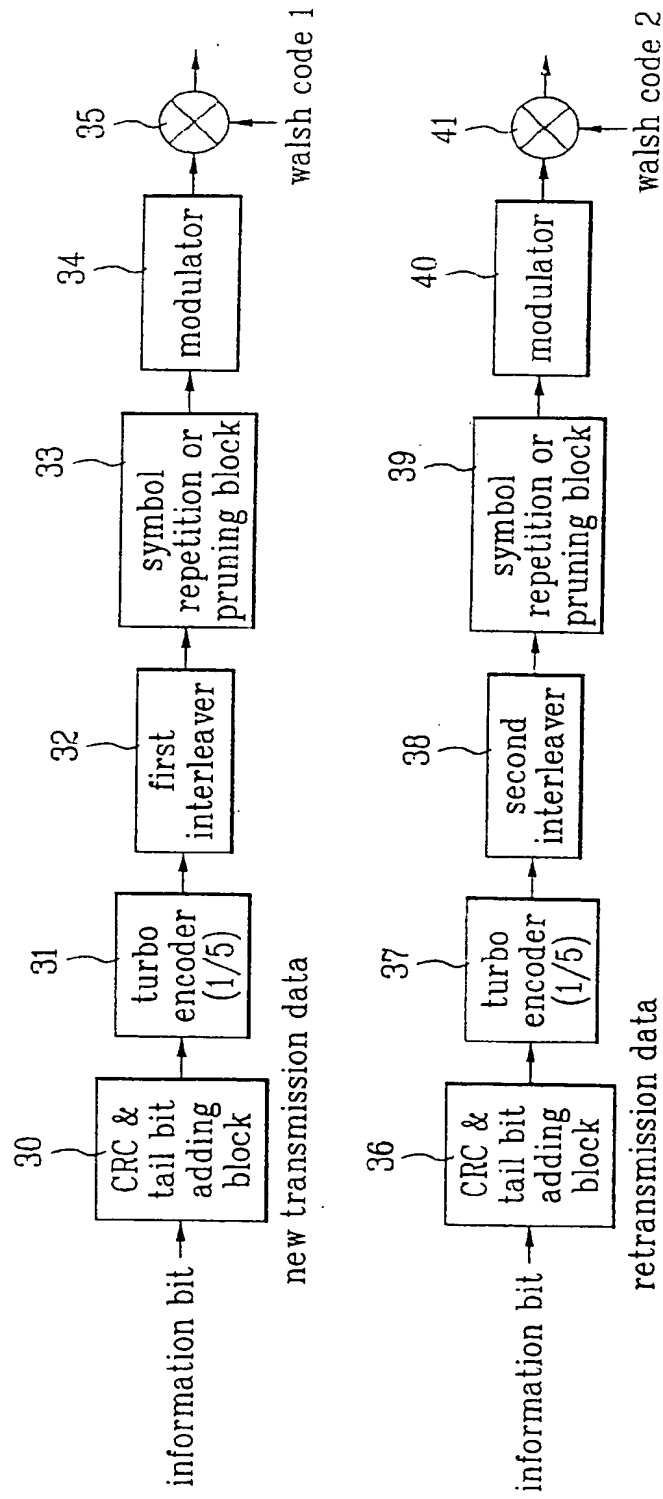 30
31
32
33
34
35
information bit
CRC &
tail bit
adding
block
turbo
encoder
(1/5)
first
interleaver
symbol
repetition or
pruning block
modulator
walsh code 1
new transmission data
36
37
38
39
40
41
information bit
CRC &
tail bit
adding
block
turbo
encoder
(1/5)
second
interleaver
symbol
repetition or
pruning block
modulator
walsh code 2
retransmission data